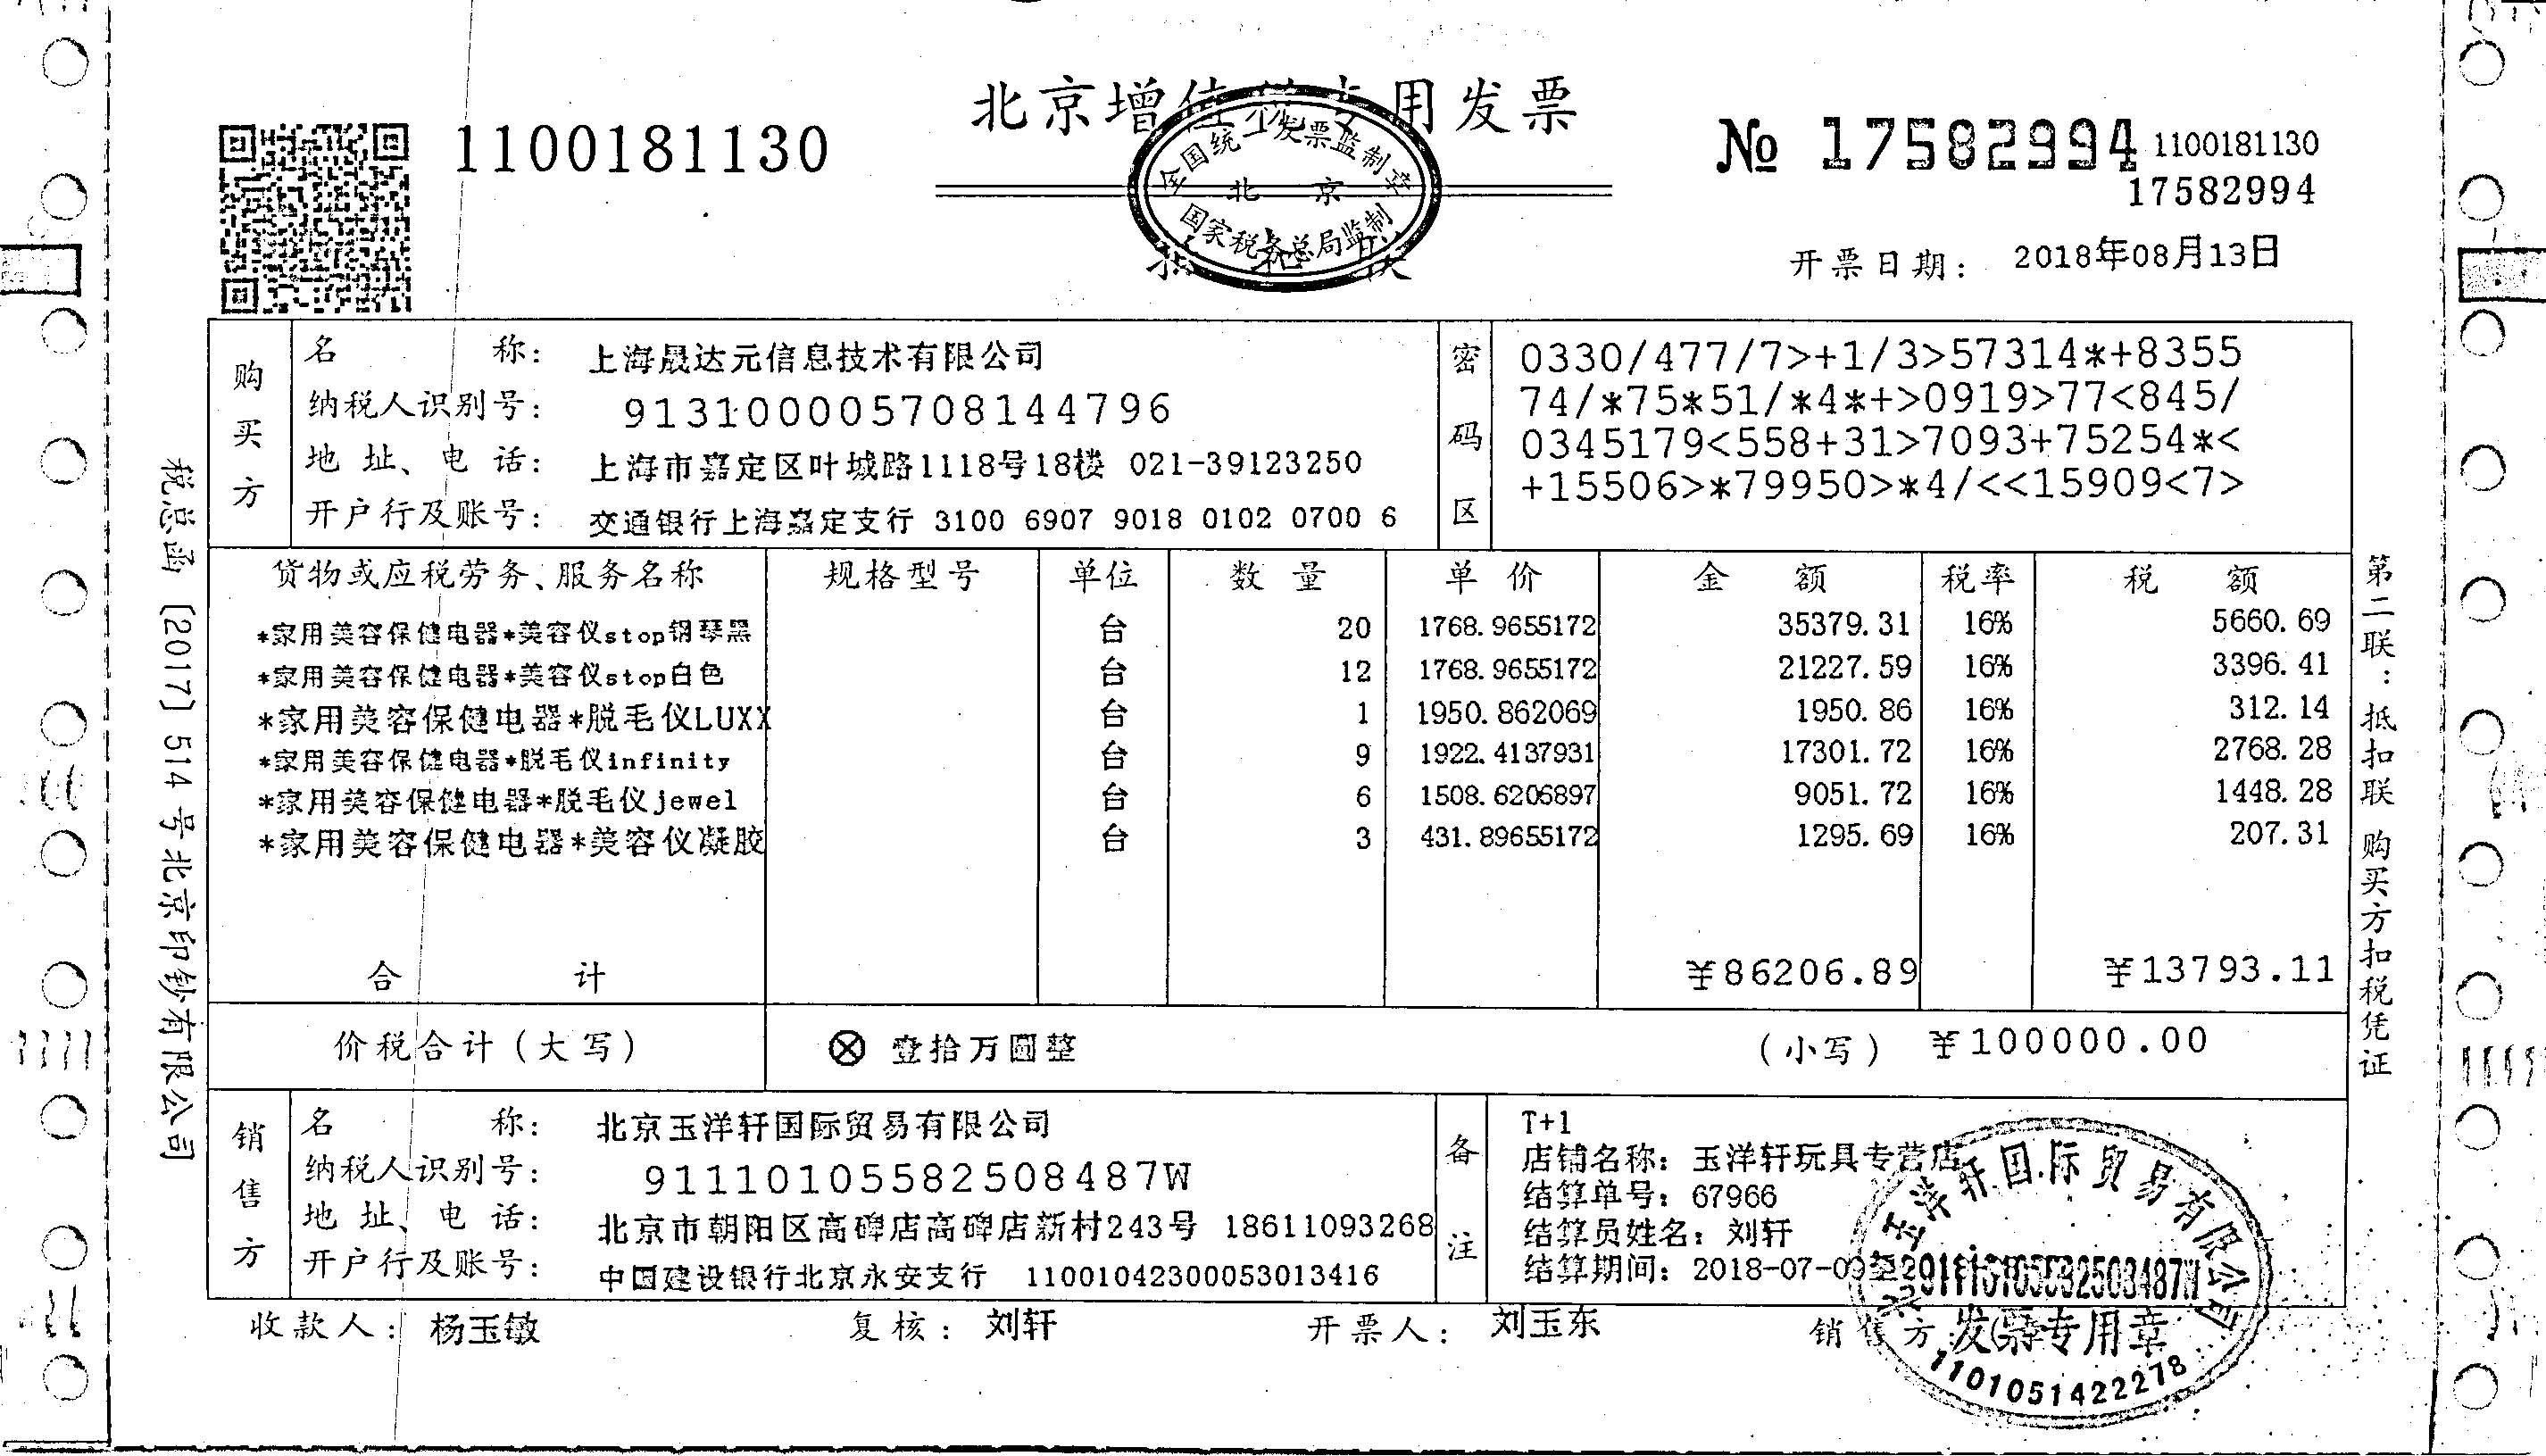 北京增值税专用发票
1100181130
№ 17582994
1100181130
17582994
全国统一发票监制章
北京
国家税务总局监制
开票日期: 2018年08月13日
购买方
名称: 上海晟达元信息技术有限公司
纳税人识别号: 913100005708144796
地址、电话: 上海市嘉定区叶城路1118号18楼 021-39123250
开户行及账号: 交通银行上海嘉定支行 3100 6907 9018 0102 0700 6
密码区
0330/477/7>+1/3>57314*+8355
74/*75*51/*4*+>0919>77<845/
0345179<558+31>7093+75254*<
+15506>*79950>*4/<<15909<7>
货物或应税劳务、服务名称 规格型号 单位 数量 单价 金额 税率 税额
*家用美容保健电器*美容仪stop钢琴黑 台 20 1768.9655172 35379.31 16% 5660.69
*家用美容保健电器*美容仪stop白色 台 12 1768.9655172 21227.59 16% 3396.41
*家用美容保健电器*脱毛仪LUXX 台 1 1950.862069 1950.86 16% 312.14
*家用美容保健电器*脱毛仪infinity 台 9 1922.4137931 17301.72 16% 2768.28
*家用美容保健电器*脱毛仪jewel 台 6 1508.6206897 9051.72 16% 1448.28
*家用美容保健电器*美容仪凝胶 台 3 431.89655172 1295.69 16% 207.31
合计 ¥86206.89 ¥13793.11
价税合计(大写) ⊗ 壹拾万圆整 (小写) ¥100000.00
销售方
名称: 北京玉洋轩国际贸易有限公司
纳税人识别号: 91110105582508487W
地址、电话: 北京市朝阳区高碑店高碑店新村243号 18611093268
开户行及账号: 中国建设银行北京永安支行 11001042300053013416
备注
T+1
店铺名称: 玉洋轩玩具专营店
结算单号: 67966
结算员姓名: 刘轩
结算期间: 2018-07-09至
收款人: 杨玉敏 复核: 刘轩 开票人: 刘玉东 销售方:(章)
北京玉洋轩国际贸易有限公司
91110105582508487W
发票专用章
1101051422278
税总函〔2017〕514号北京印钞有限公司
第二联:抵扣联 购买方扣税凭证